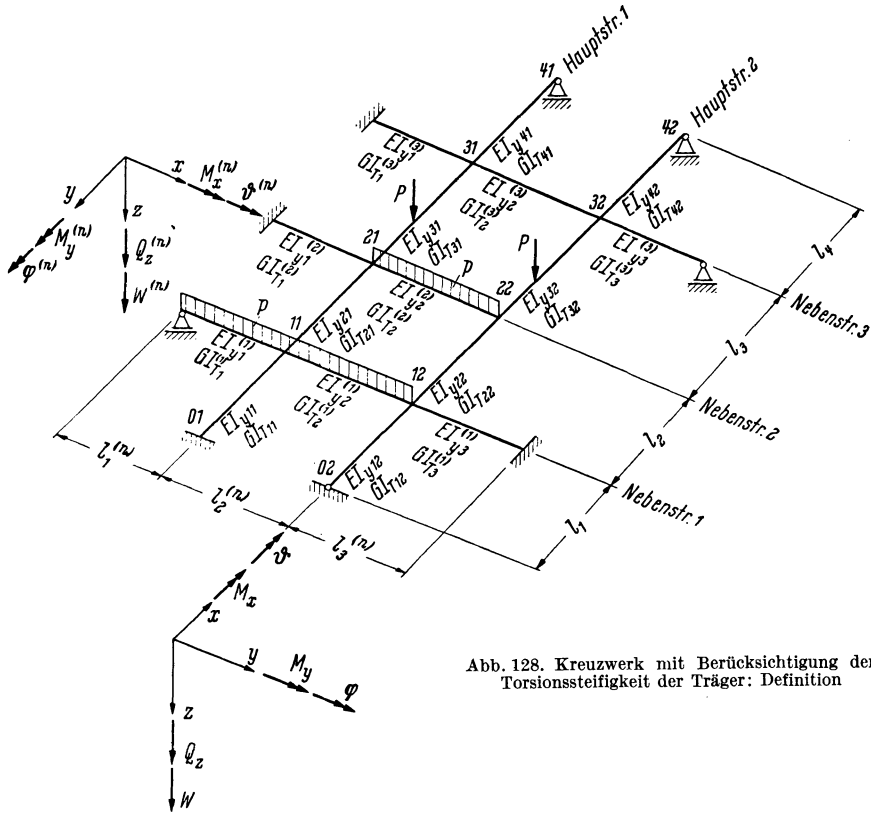 41
Hauptstr.1
42
Hauptstr.2
31
EI_y41
GI_T41
EI_y1^(3)
GI_T1^(3)
x
M_x^(n)
ϑ^(n)
y
M_y^(n)
φ^(n)
z
Q_z^(n)
W^(n)
P
EI_y2^(3)
GI_T2^(3)
32
EI_y42
GI_T42
EI_y1^(2)
GI_T1^(2)
21
EI_y31
GI_T31
p
P
EI_y3^(3)
GI_T3^(3)
l_4
EI_y2^(2)
GI_T2^(2)
22
EI_y32
GI_T32
Nebenstr.3
p
11
EI_y21
GI_T21
l_3
EI_y1^(1)
GI_T1^(1)
EI_y2^(1)
GI_T2^(1)
12
EI_y22
GI_T22
Nebenstr.2
01
EI_y11
GI_T11
l_2
EI_y3^(1)
GI_T3^(1)
02
EI_y12
GI_T12
Nebenstr.1
l_1
l_1^(n)
l_2^(n)
l_3^(n)
ϑ
M_x
x
y
M_y
φ
z
Q_z
W
Abb. 128. Kreuzwerk mit Berücksichtigung der
Torsionssteifigkeit der Träger: Definition